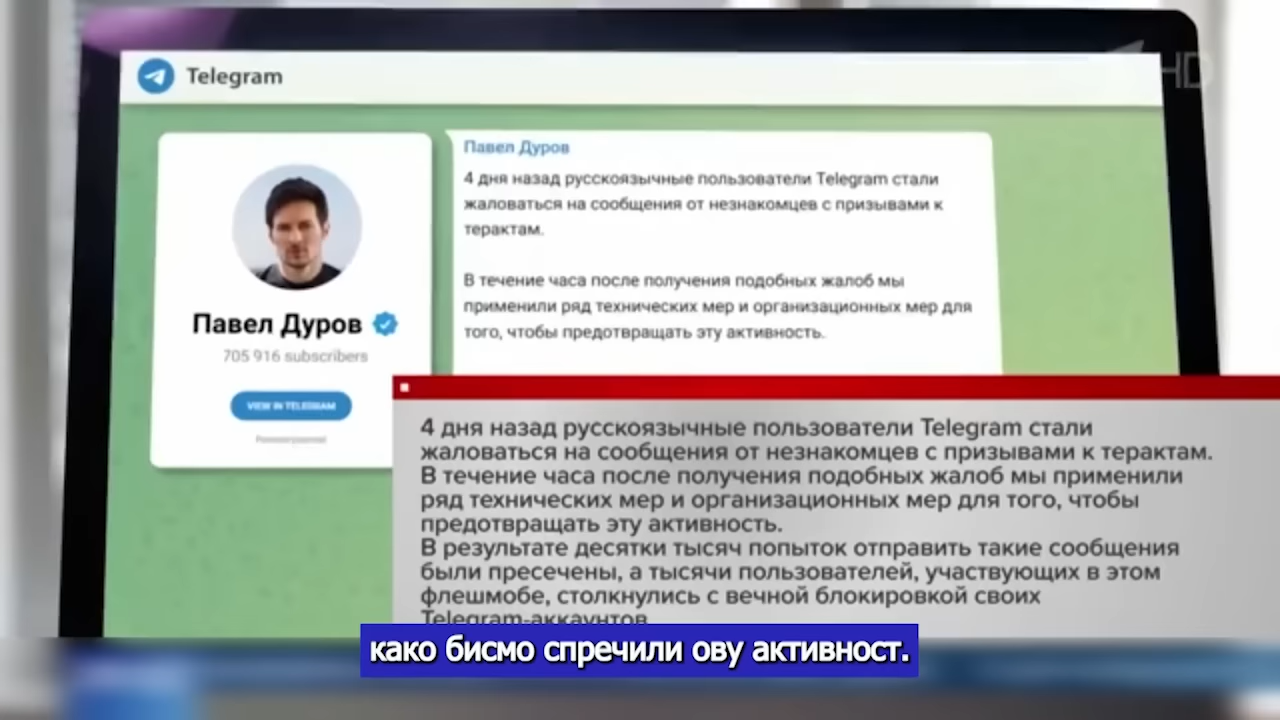 Telegram
HD
Павел Дуров
4 дня назад русскоязычные пользователи Telegram стали
жаловаться на сообщения от незнакомцев с призывами к
терактам.
В течение часа после получения подобных жалоб мы
применили ряд технических мер и организационных мер для
того, чтобы предотвращать эту активность.
Павел Дуров
705 916 subscribers
VIEW IN TELEGRAM
4 дня назад русскоязычные пользователи Telegram стали
жаловаться на сообщения от незнакомцев с призывами к терактам.
В течение часа после получения подобных жалоб мы применили
ряд технических мер и организационных мер для того, чтобы
предотвращать эту активность.
В результате десятки тысяч попыток отправить такие сообщения
были пресечены, а тысячи пользователей, участвующих в этом
флешмобе, столкнулись с вечной блокировкой своих
Telegram-аккаунтов
како бисмо спречили ову активност.